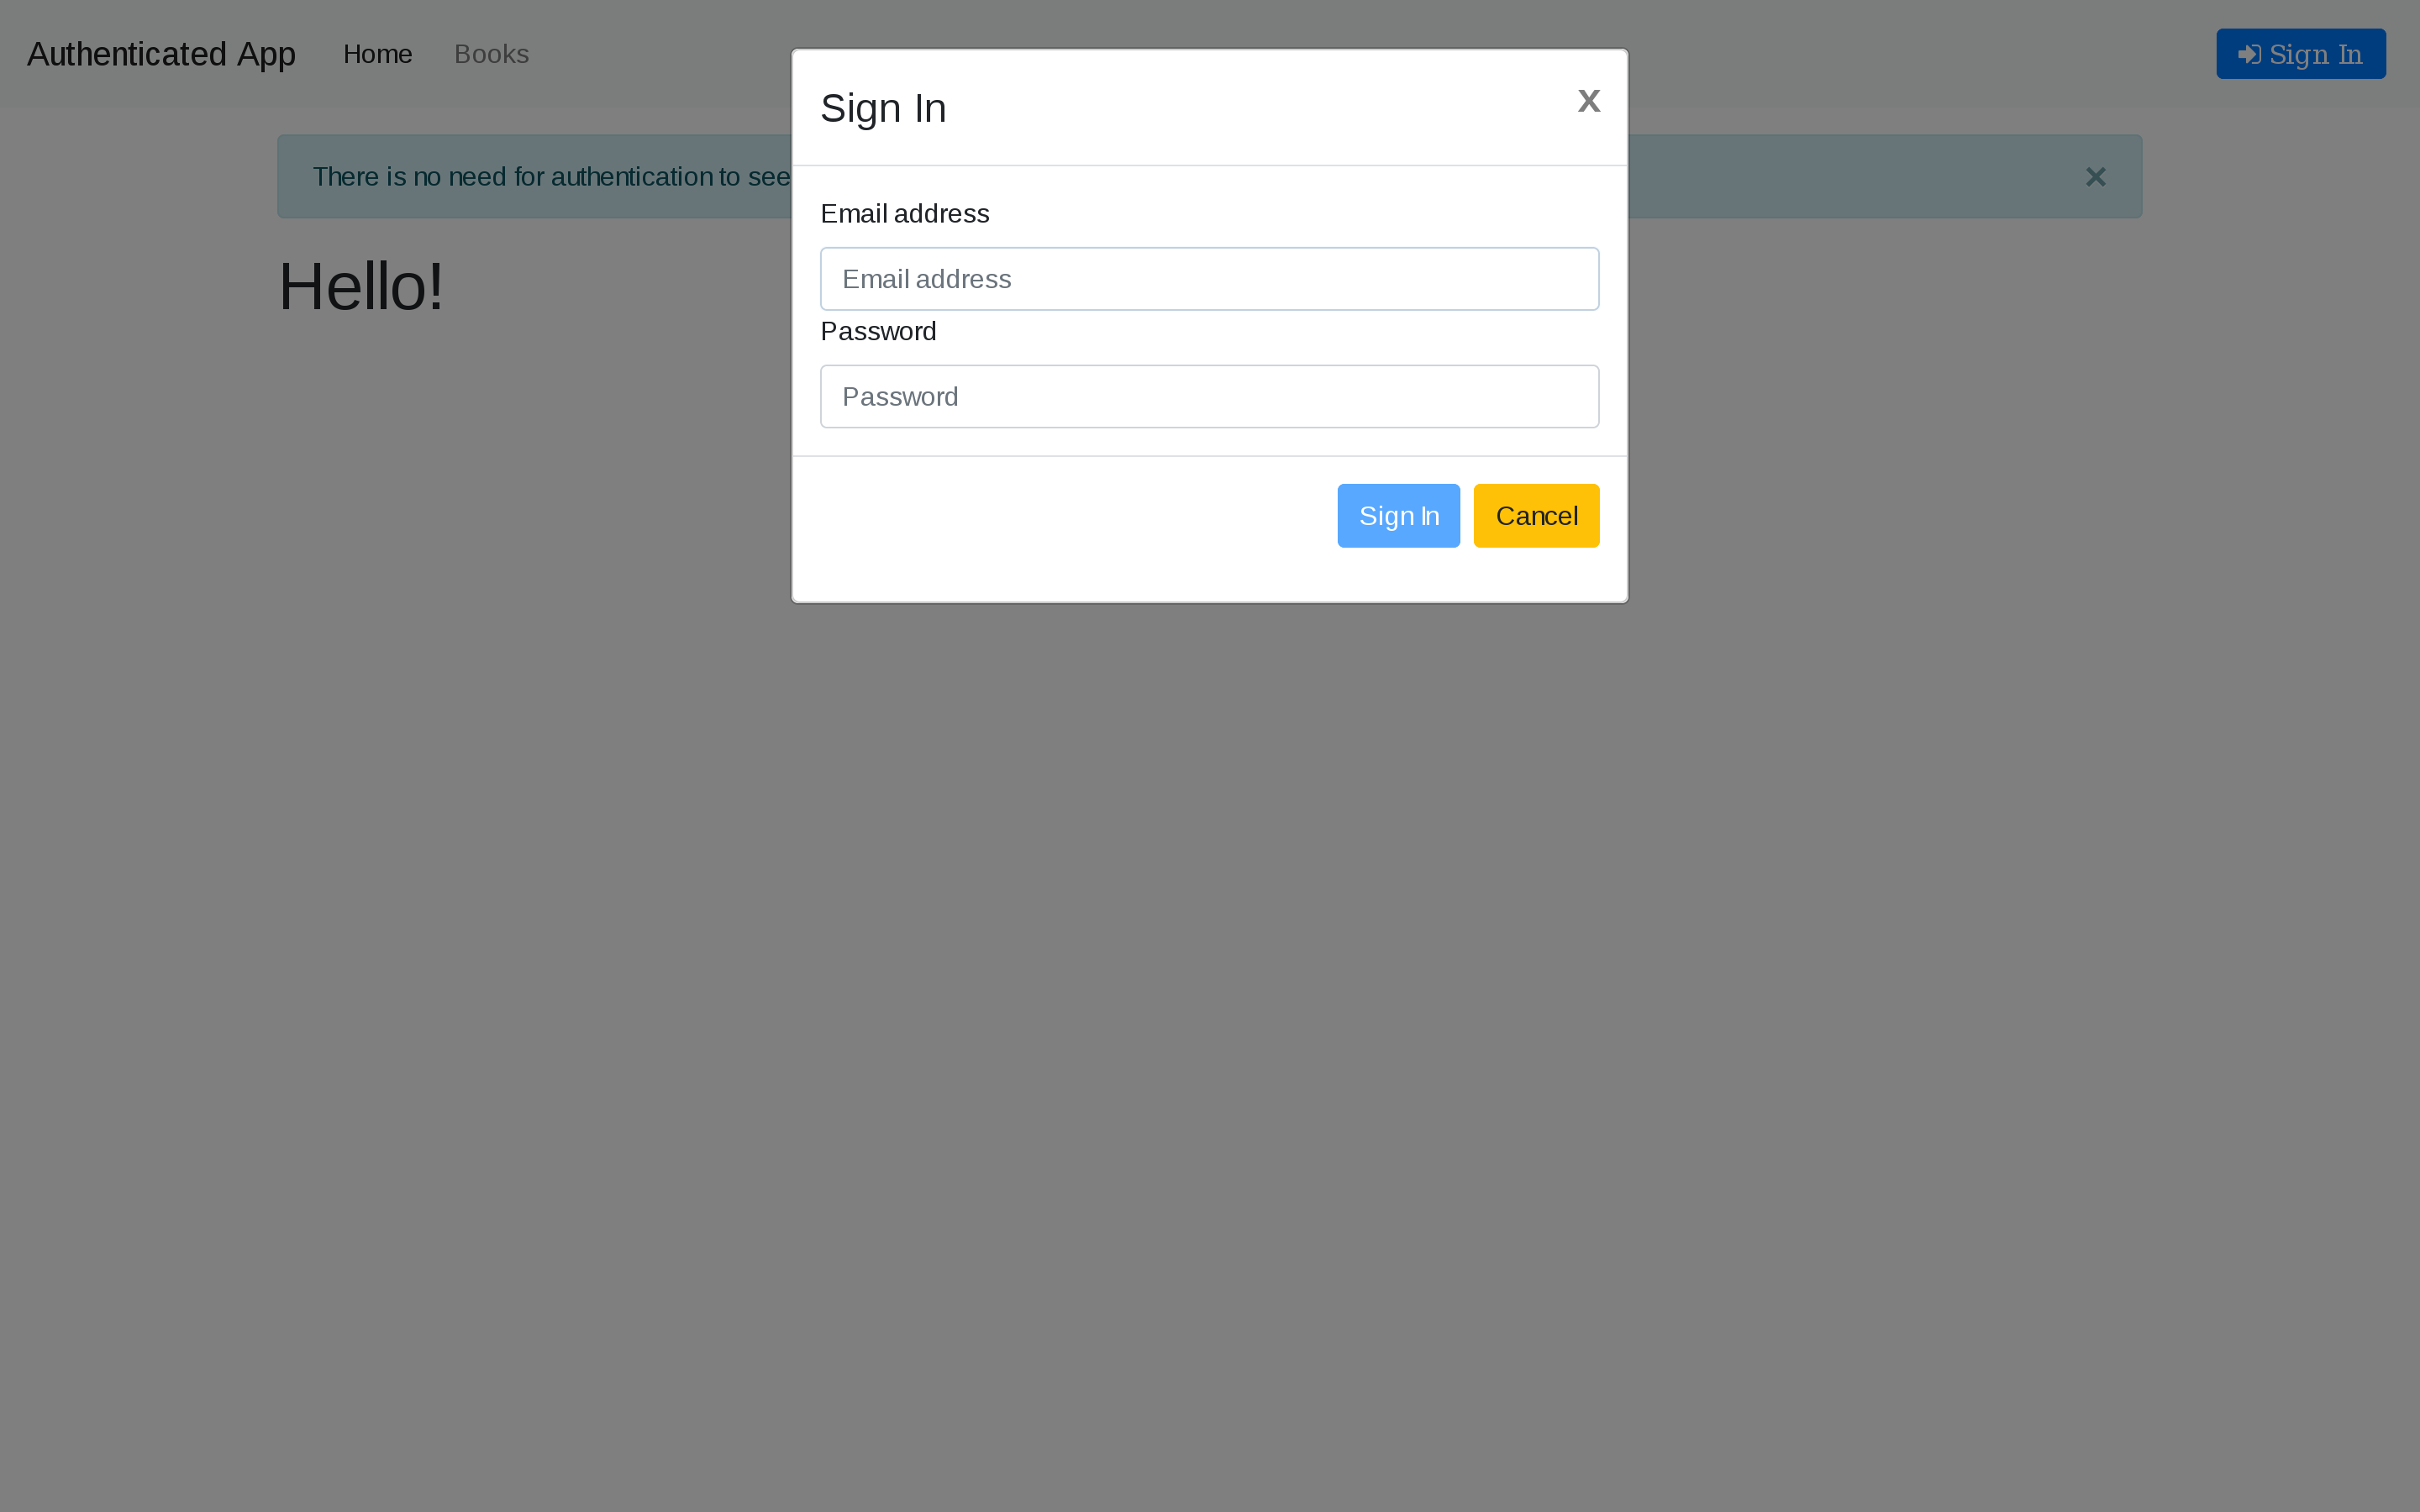 Authenticated App Home Books Sign In
There is no need for authentication to see
Hello!
Sign In x
Email address
Email address
Password
Password
Sign In Cancel